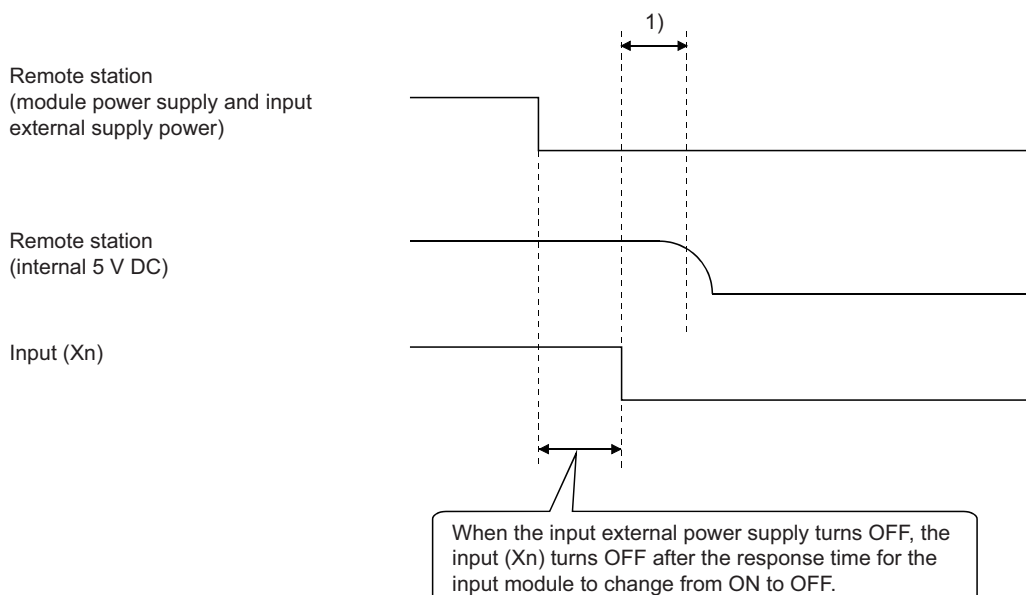 1)
Remote station
(module power supply and input
external supply power)
Remote station
(internal 5 V DC)
Input (Xn)
When the input external power supply turns OFF, the
input (Xn) turns OFF after the response time for the
input module to change from ON to OFF.